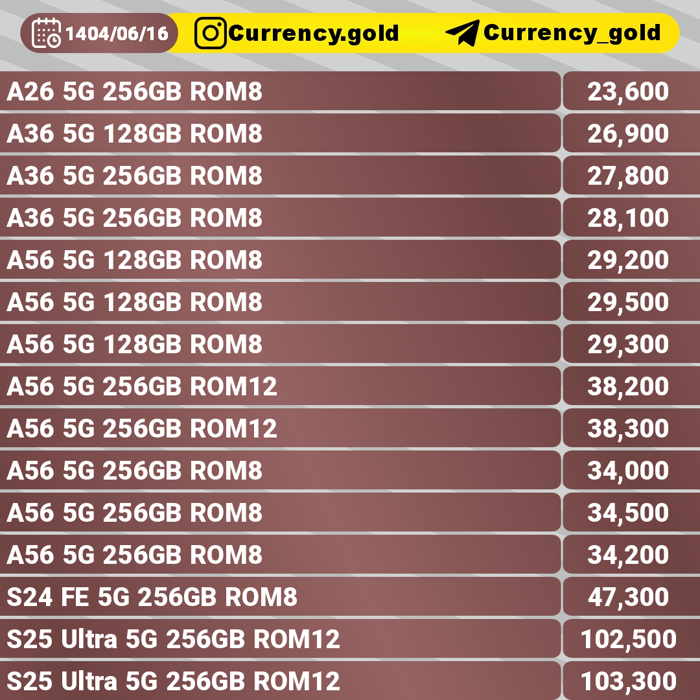 1404/06/16 Currency.gold Currency_gold
A26 5G 256GB ROM8 23,600
A36 5G 128GB ROM8 26,900
A36 5G 256GB ROM8 27,800
A36 5G 256GB ROM8 28,100
A56 5G 128GB ROM8 29,200
A56 5G 128GB ROM8 29,500
A56 5G 128GB ROM8 29,300
A56 5G 256GB ROM12 38,200
A56 5G 256GB ROM12 38,300
A56 5G 256GB ROM8 34,000
A56 5G 256GB ROM8 34,500
A56 5G 256GB ROM8 34,200
S24 FE 5G 256GB ROM8 47,300
S25 Ultra 5G 256GB ROM12 102,500
S25 Ultra 5G 256GB ROM12 103,300